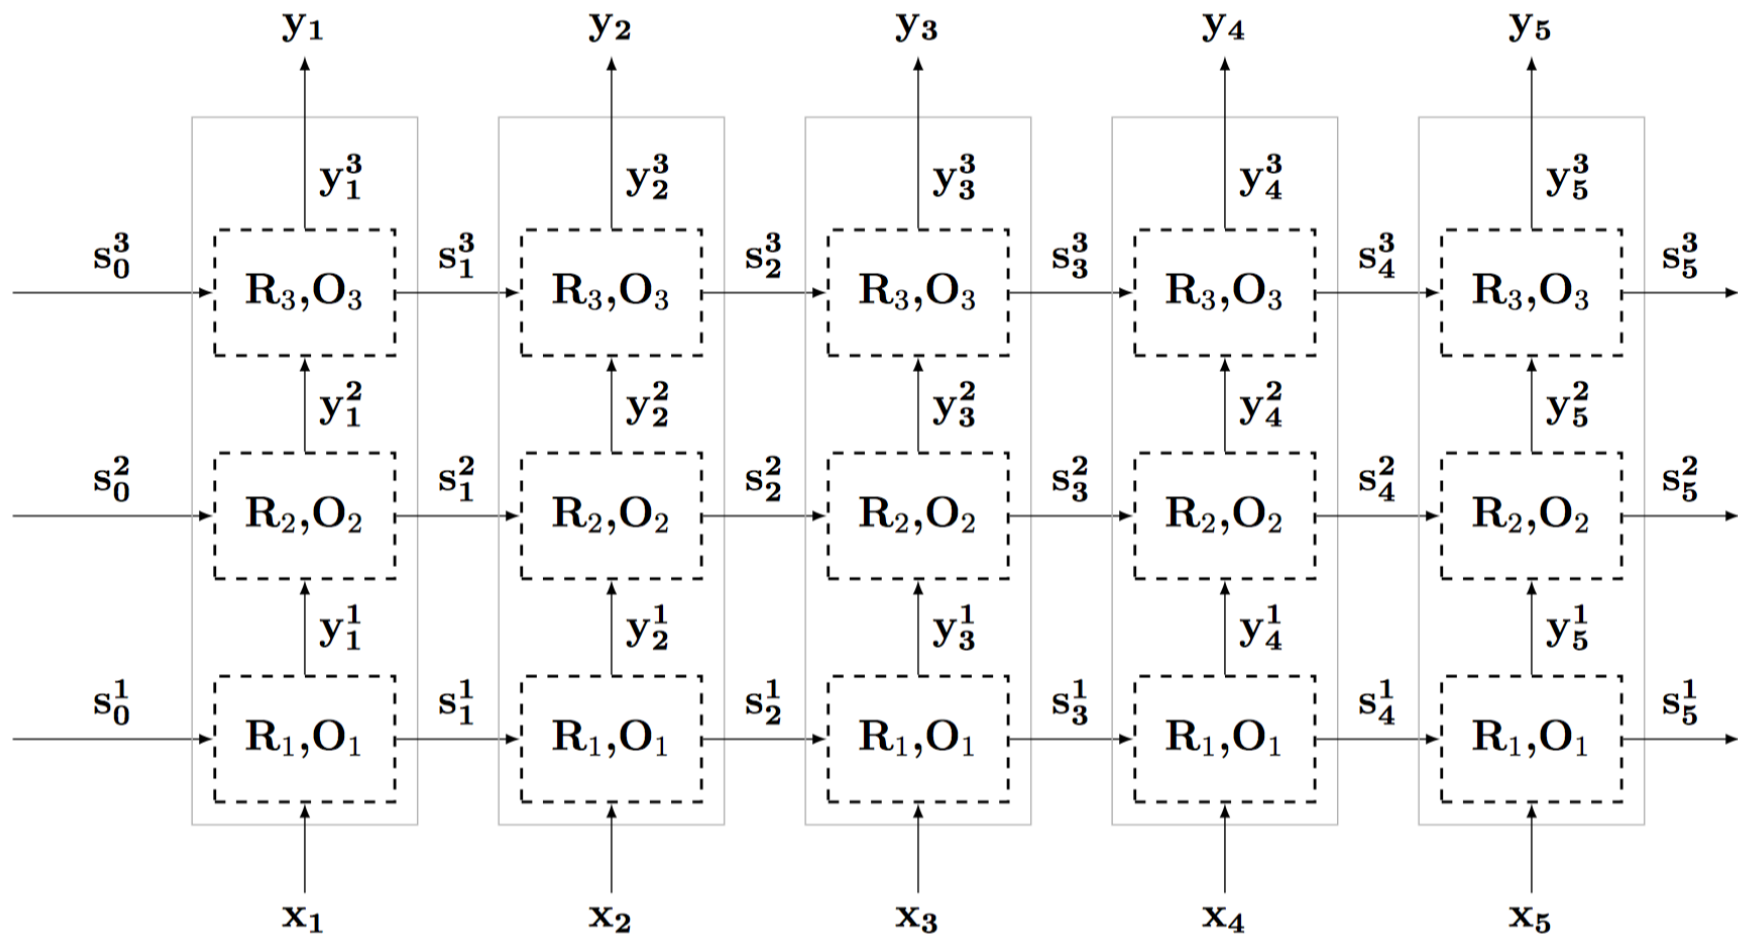 y₁ y₂ y₃ y₄ y₅
y₁³ y₂³ y₃³ y₄³ y₅³
s₀³ s₁³ s₂³ s₃³ s₄³ s₅³
R₃,O₃ R₃,O₃ R₃,O₃ R₃,O₃ R₃,O₃
y₁² y₂² y₃² y₄² y₅²
s₀² s₁² s₂² s₃² s₄² s₅²
R₂,O₂ R₂,O₂ R₂,O₂ R₂,O₂ R₂,O₂
y₁¹ y₂¹ y₃¹ y₄¹ y₅¹
s₀¹ s₁¹ s₂¹ s₃¹ s₄¹ s₅¹
R₁,O₁ R₁,O₁ R₁,O₁ R₁,O₁ R₁,O₁
x₁ x₂ x₃ x₄ x₅